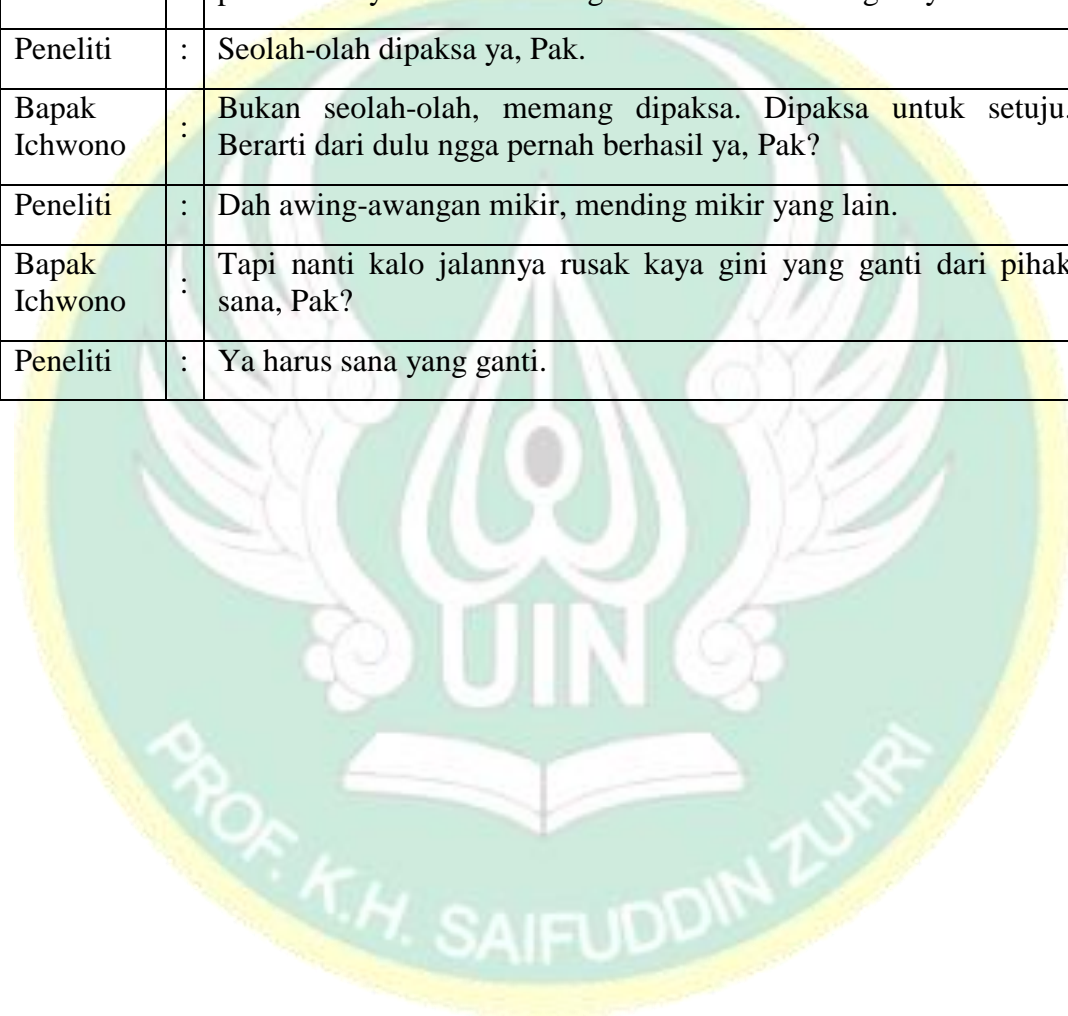 Peneliti : Seolah-olah dipaksa ya, Pak.
Bapak Ichwono : Bukan seolah-olah, memang dipaksa. Dipaksa untuk setuju.
Berarti dari dulu ngga pernah berhasil ya, Pak?
Peneliti : Dah awing-awangan mikir, mending mikir yang lain.
Bapak Ichwono : Tapi nanti kalo jalannya rusak kaya gini yang ganti dari pihak
sana, Pak?
Peneliti : Ya harus sana yang ganti.
UIN
PROF. K.H. SAIFUDDIN ZUHRI